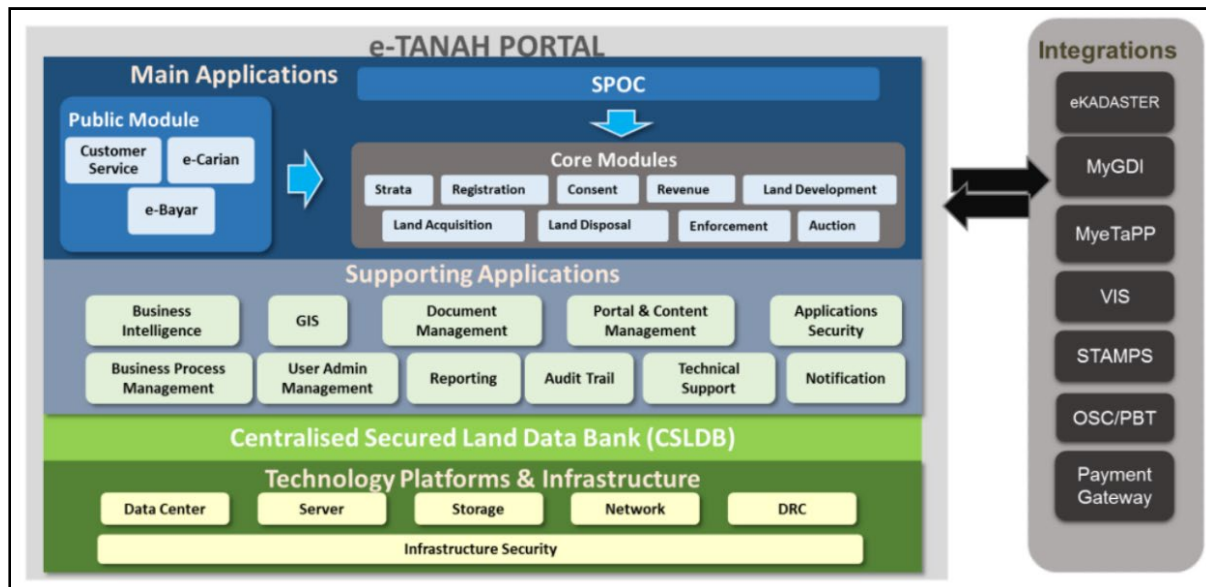 e-TANAH PORTAL
Main Applications
SPOC
Public Module
Customer
Service
e-Carian
e-Bayar
Core Modules
Strata
Registration
Consent
Revenue
Land Development
Land Acquisition
Land Disposal
Enforcement
Auction
Supporting Applications
Business
Intelligence
GIS
Document
Management
Portal & Content
Management
Applications
Security
Business Process
Management
User Admin
Management
Reporting
Audit Trail
Technical
Support
Notification
Centralised Secured Land Data Bank (CSLDB)
Technology Platforms & Infrastructure
Data Center
Server
Storage
Network
DRC
Infrastructure Security
Integrations
eKADASTER
MyGDI
MyeTaPP
VIS
STAMPS
OSC/PBT
Payment
Gateway